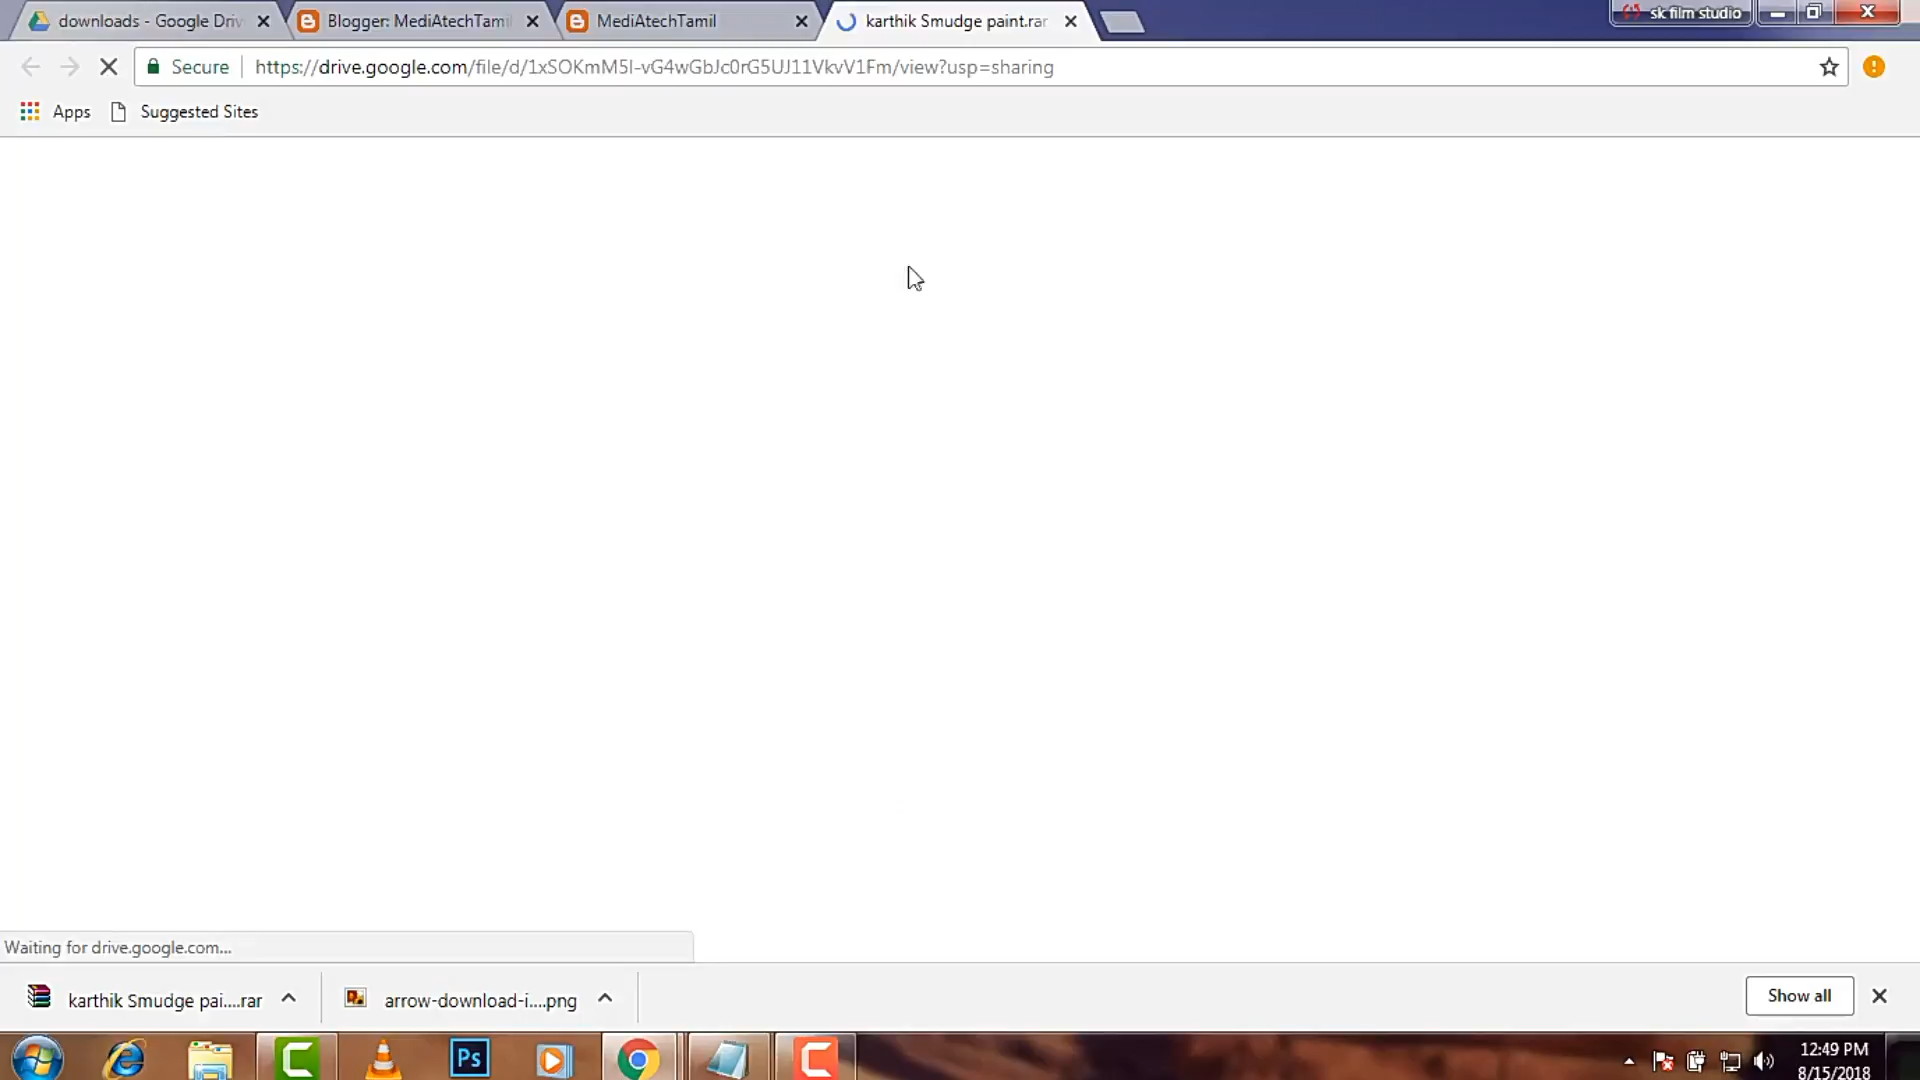 downloads - Google Driv
Blogger: MediAtechTami
MediAtechTamil
karthik Smudge paint.rar
sk film studio
Secure
https://drive.google.com/file/d/1xSOKmM5I-vG4wGbJc0rG5UJ11VkvV1Fm/view?usp=sharing
Apps
Suggested Sites
Waiting for drive.google.com...
karthik Smudge pai....rar
arrow-download-i....png
Show all
Ps
12:49 PM
8/15/2018